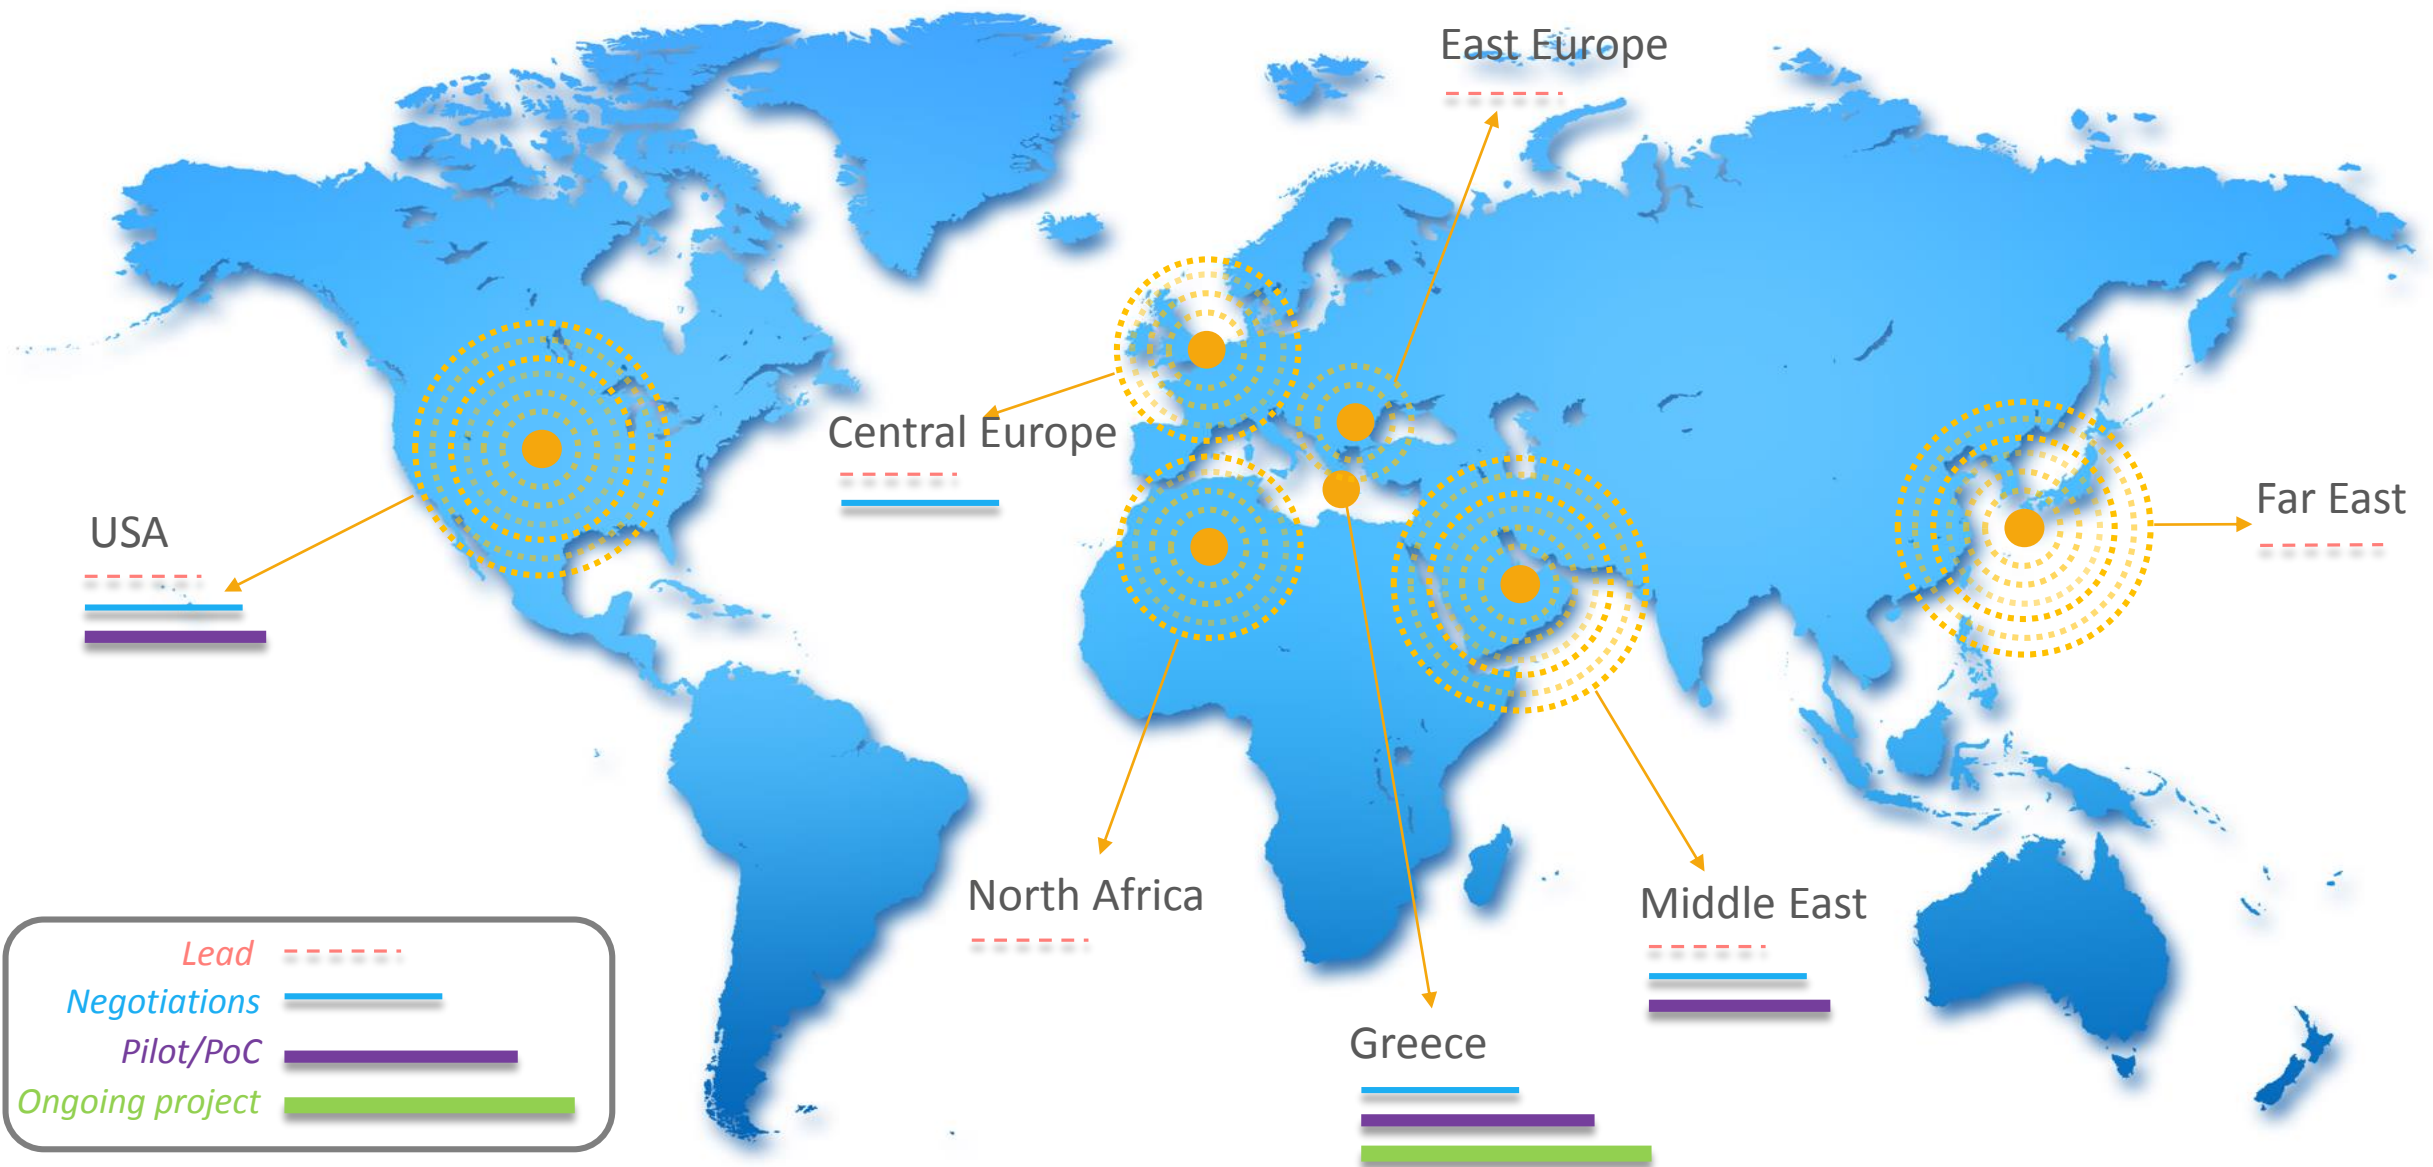 East Europe
Central Europe
USA
Far East
North Africa
Middle East
Greece
Lead
Negotiations
Pilot/PoC
Ongoing project